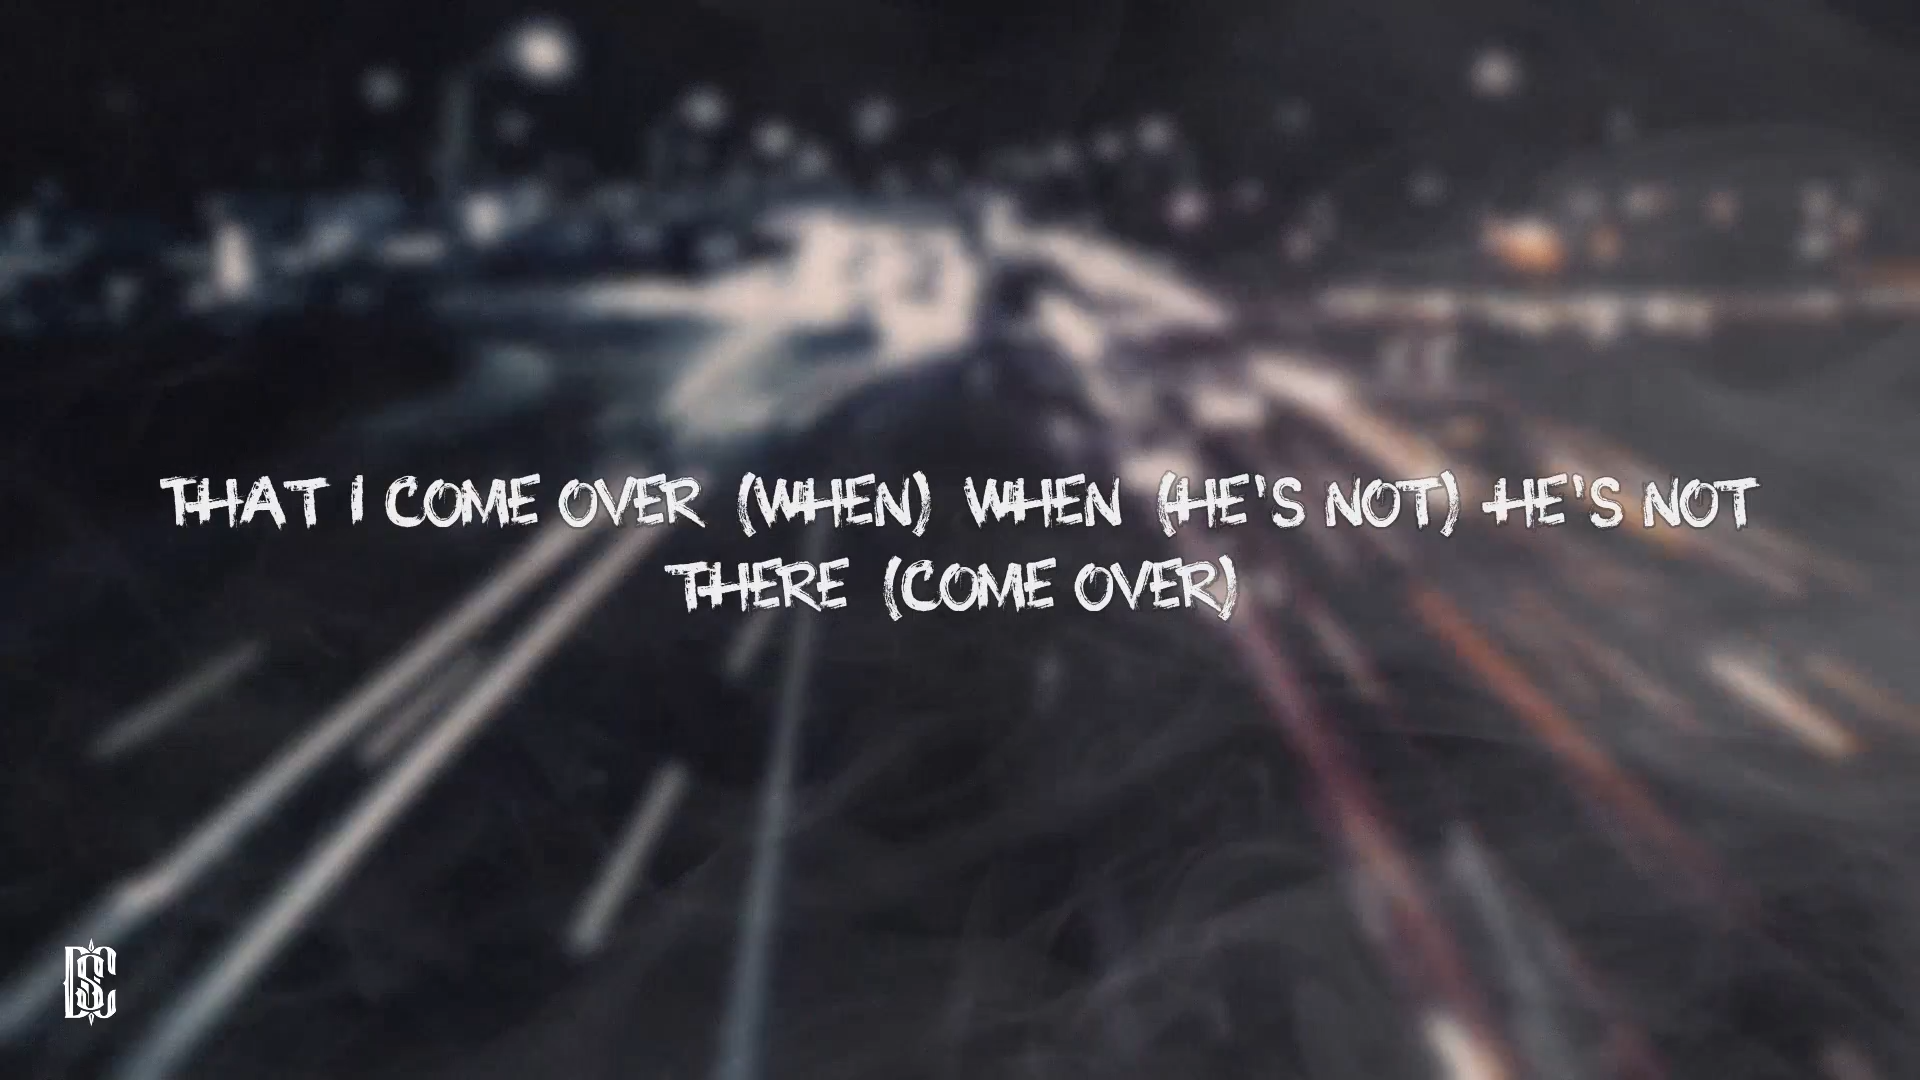 THAT I COME OVER (WHEN) WHEN (HE'S NOT) HE'S NOT
THERE (COME OVER)